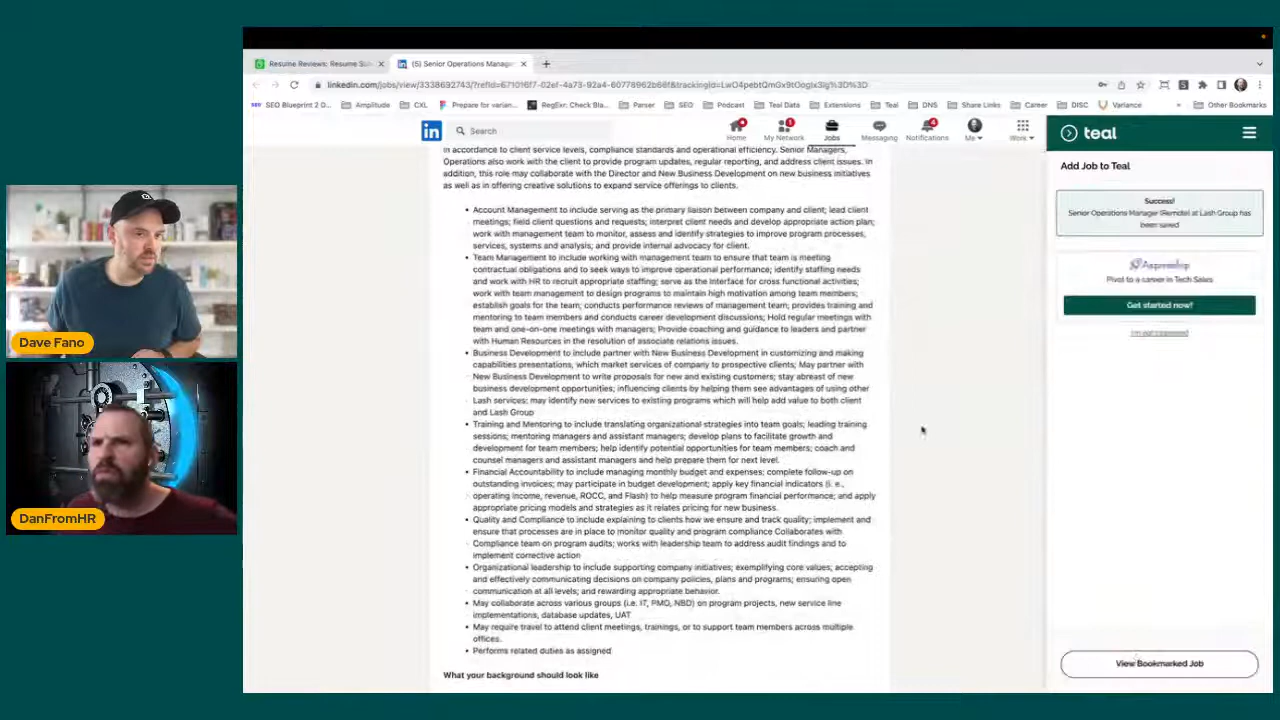 Resume Reviews: Resume Si
(5) Senior Operations Manage
linkedin.com/jobs/view/3338692743/
SEO Blueprint 2 0...
Amplitude
CXL
Prepare for varian...
RegExr: Check Bla...
Parser
SEO
Podcast
Teal Data
Extensions
Teal
DNS
Share Links
Career
DISC
Variance
»
Other Bookmarks
Search
Home
My Network
Jobs
Messaging
Notifications
Me
Work
in accordance to client service levels, compliance standards and operational efficiency. Senior Managers,
Operations also work with the client to provide program updates, regular reporting, and address client issues. In
addition, this role may collaborate with the Director and New Business Development on new business initiatives
as well as in offering creative solutions to expand service offerings to clients.
• Account Management to include serving as the primary liaison between company and client; lead client
meetings; field client questions and requests; interpret client needs and develop appropriate action plan;
work with management team to monitor, assess and identify strategies to improve program processes,
services, systems and analysis; and provide internal advocacy for client.
• Team Management to include working with management team to ensure that team is meeting
contractual obligations and to seek ways to improve operational performance; identify staffing needs
and work with HR to recruit appropriate staffing; serve as the interface for cross functional activities;
work with team management to design programs to maintain high motivation among team members;
establish goals for the team; conducts performance reviews of management team; provides training and
mentoring to team members and conducts career development discussions; Hold regular meetings with
team and one-on-one meetings with managers; Provide coaching and guidance to leaders and partner
with Human Resources in the resolution of associate relations issues.
• Business Development to include partner with New Business Development in customizing and making
capabilities presentations, which market services of company to prospective clients; May partner with
New Business Development to write proposals for new and existing customers; stay abreast of new
business development opportunities; influencing clients by helping them see advantages of using other
Lash services; may identify new services to existing programs which will help add value to both client
and Lash Group
• Training and Mentoring to include translating organizational strategies into team goals; leading training
sessions; mentoring managers and assistant managers; develop plans to facilitate growth and
development for team members; help identify potential opportunities for team members; coach and
counsel managers and assistant managers and help prepare them for next level.
• Financial Accountability to include managing monthly budget and expenses; complete follow-up on
outstanding invoices; may participate in budget development; apply key financial indicators (i. e.,
operating income, revenue, ROCC, and Flash) to help measure program financial performance; and apply
appropriate pricing models and strategies as it relates pricing for new business.
• Quality and Compliance to include explaining to clients how we ensure and track quality; implement and
ensure that processes are in place to monitor quality and program compliance Collaborates with
Compliance team on program audits; works with leadership team to address audit findings and to
implement corrective action
• Organizational leadership to include supporting company initiatives; exemplifying core values; accepting
and effectively communicating decisions on company policies, plans and programs; ensuring open
communication at all levels; and rewarding appropriate behavior.
• May collaborate across various groups (i.e. IT, PMG, NBD) on program projects, new service line
implementations, database updates, UAT
• May require travel to attend client meetings, trainings, or to support team members across multiple
offices.
• Performs related duties as assigned
What your background should look like
teal
Add Job to Teal
Success!
Senior Operations Manager (Remote) at Lash Group has
been saved
Aspireship
Pivot to a career in Tech Sales
Get started now!
I'm not interested
View Bookmarked Job
Dave Fano
DanFromHR